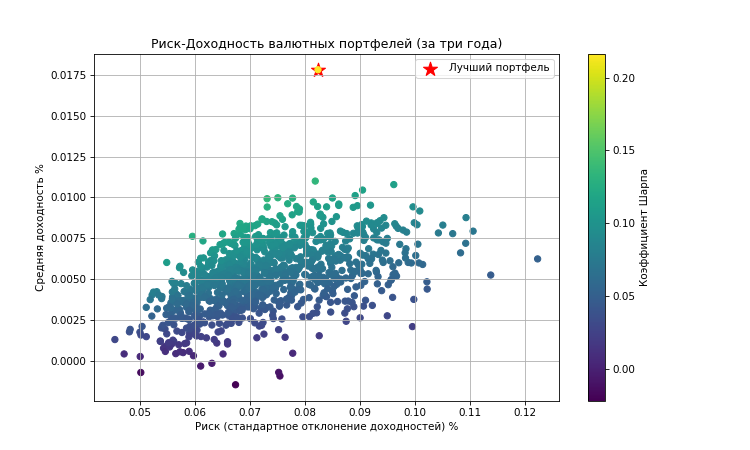 Риск-Доходность валютных портфелей (за три года)
Лучший портфель
Средняя доходность %
0.0175
0.0150
0.0125
0.0100
0.0075
0.0050
0.0025
0.0000
0.05 0.06 0.07 0.08 0.09 0.10 0.11 0.12
Риск (стандартное отклонение доходностей) %
0.20
0.15
0.10
0.05
0.00
Коэффициент Шарпа